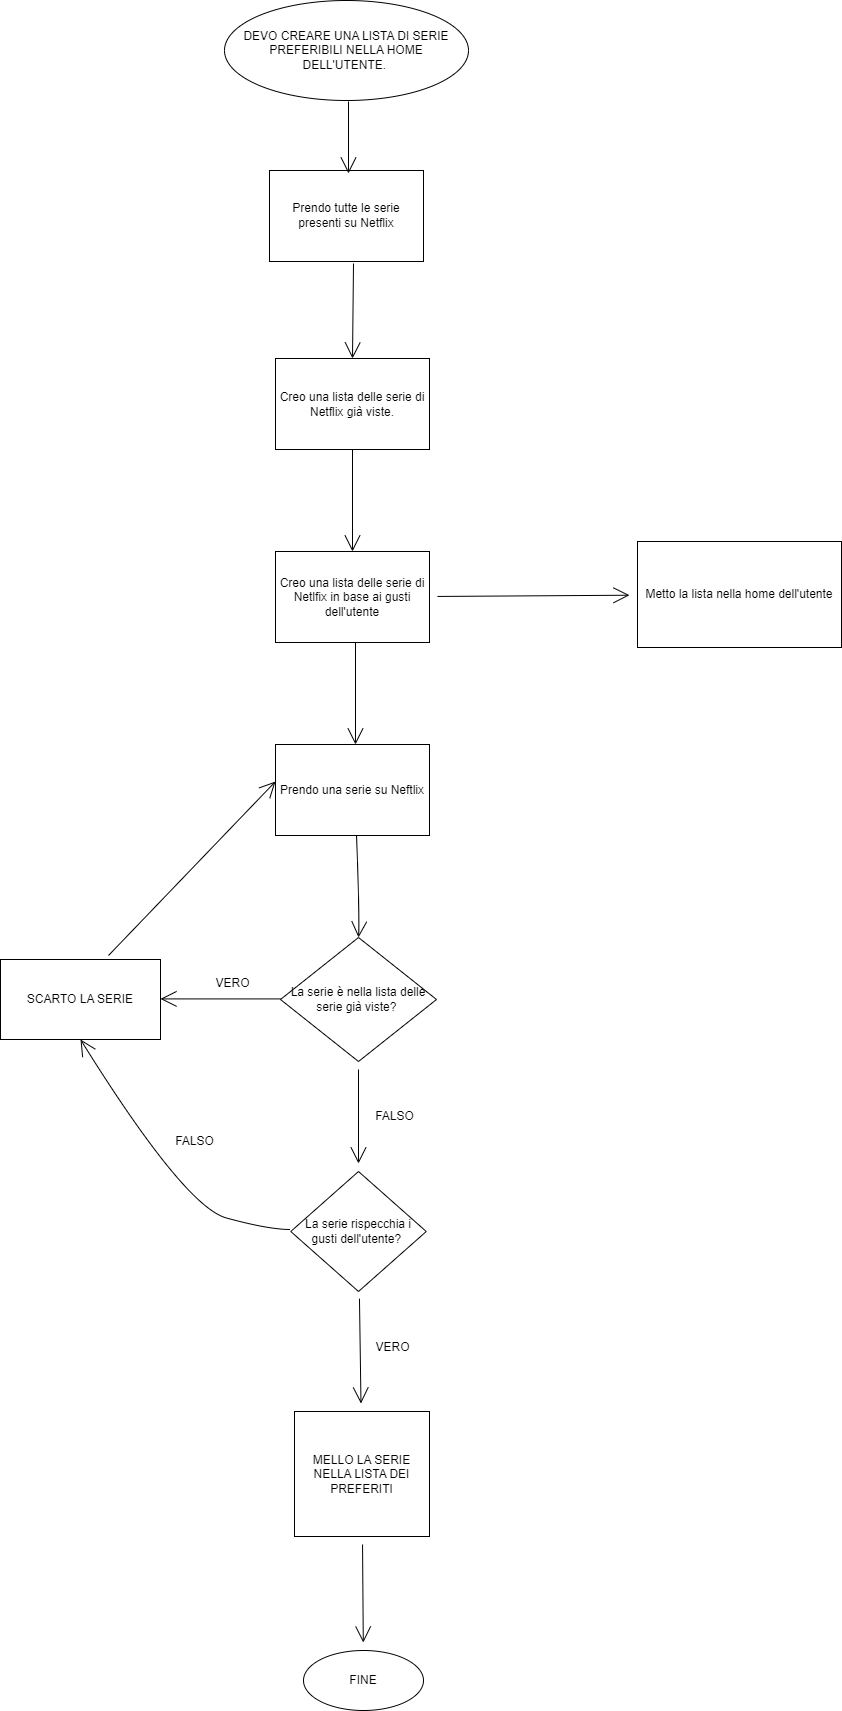 DEVO CREARE UNA LISTA DI SERIE
PREFERIBILI NELLA HOME
DELL'UTENTE.
Prendo tutte le serie
presenti su Netflix
Creo una lista delle serie di
Netflix già viste.
Creo una lista delle serie di
Netlfix in base ai gusti
dell'utente
Metto la lista nella home dell'utente
Prendo una serie su Neftlix
La serie è nella lista delle
serie già viste?
VERO
SCARTO LA SERIE
FALSO
FALSO
La serie rispecchia i
gusti dell'utente?
VERO
MELLO LA SERIE
NELLA LISTA DEI
PREFERITI
FINE